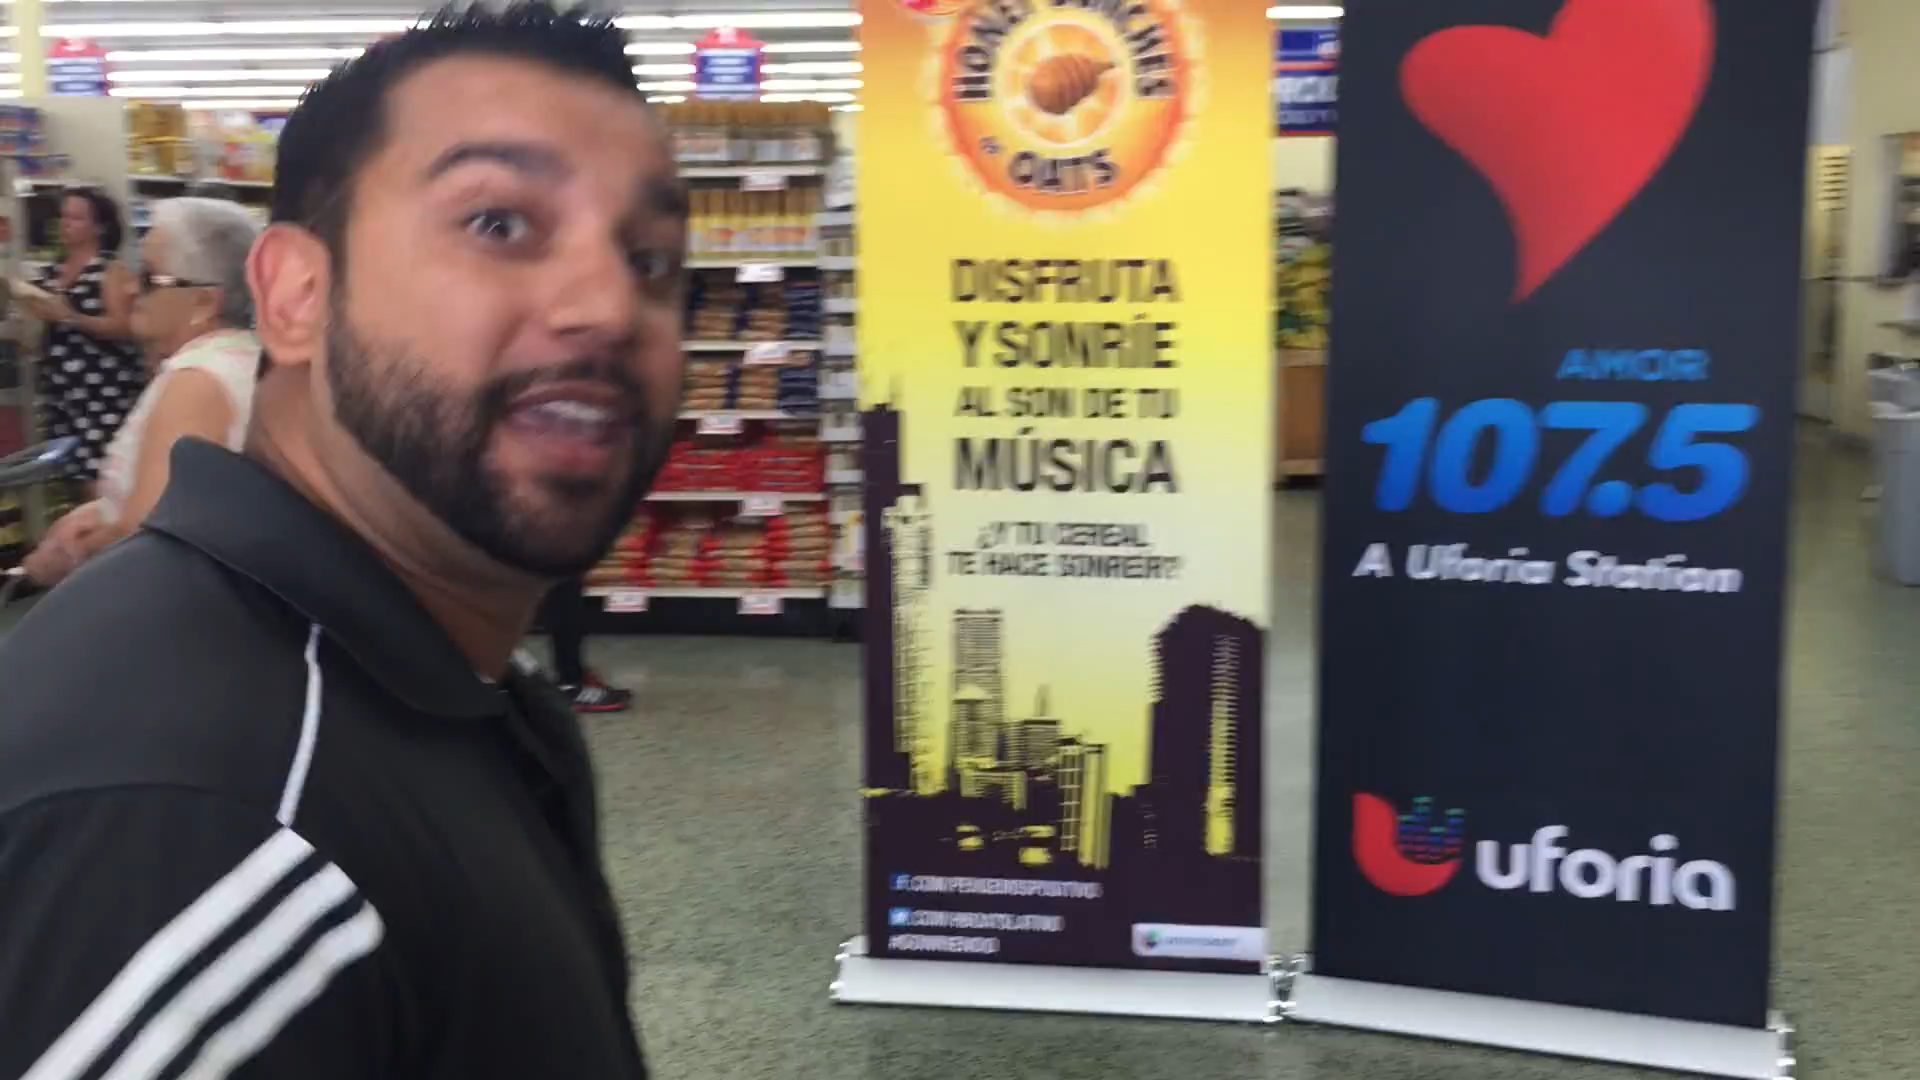 HONEY BUNCHES
OATS
DISFRUTA
Y SONRÍE
AL SON DE TU
MÚSICA
¿Y TU CEREAL
TE HACE SONREÍR?
AMOR
107.5
A Uforia Station
uforia